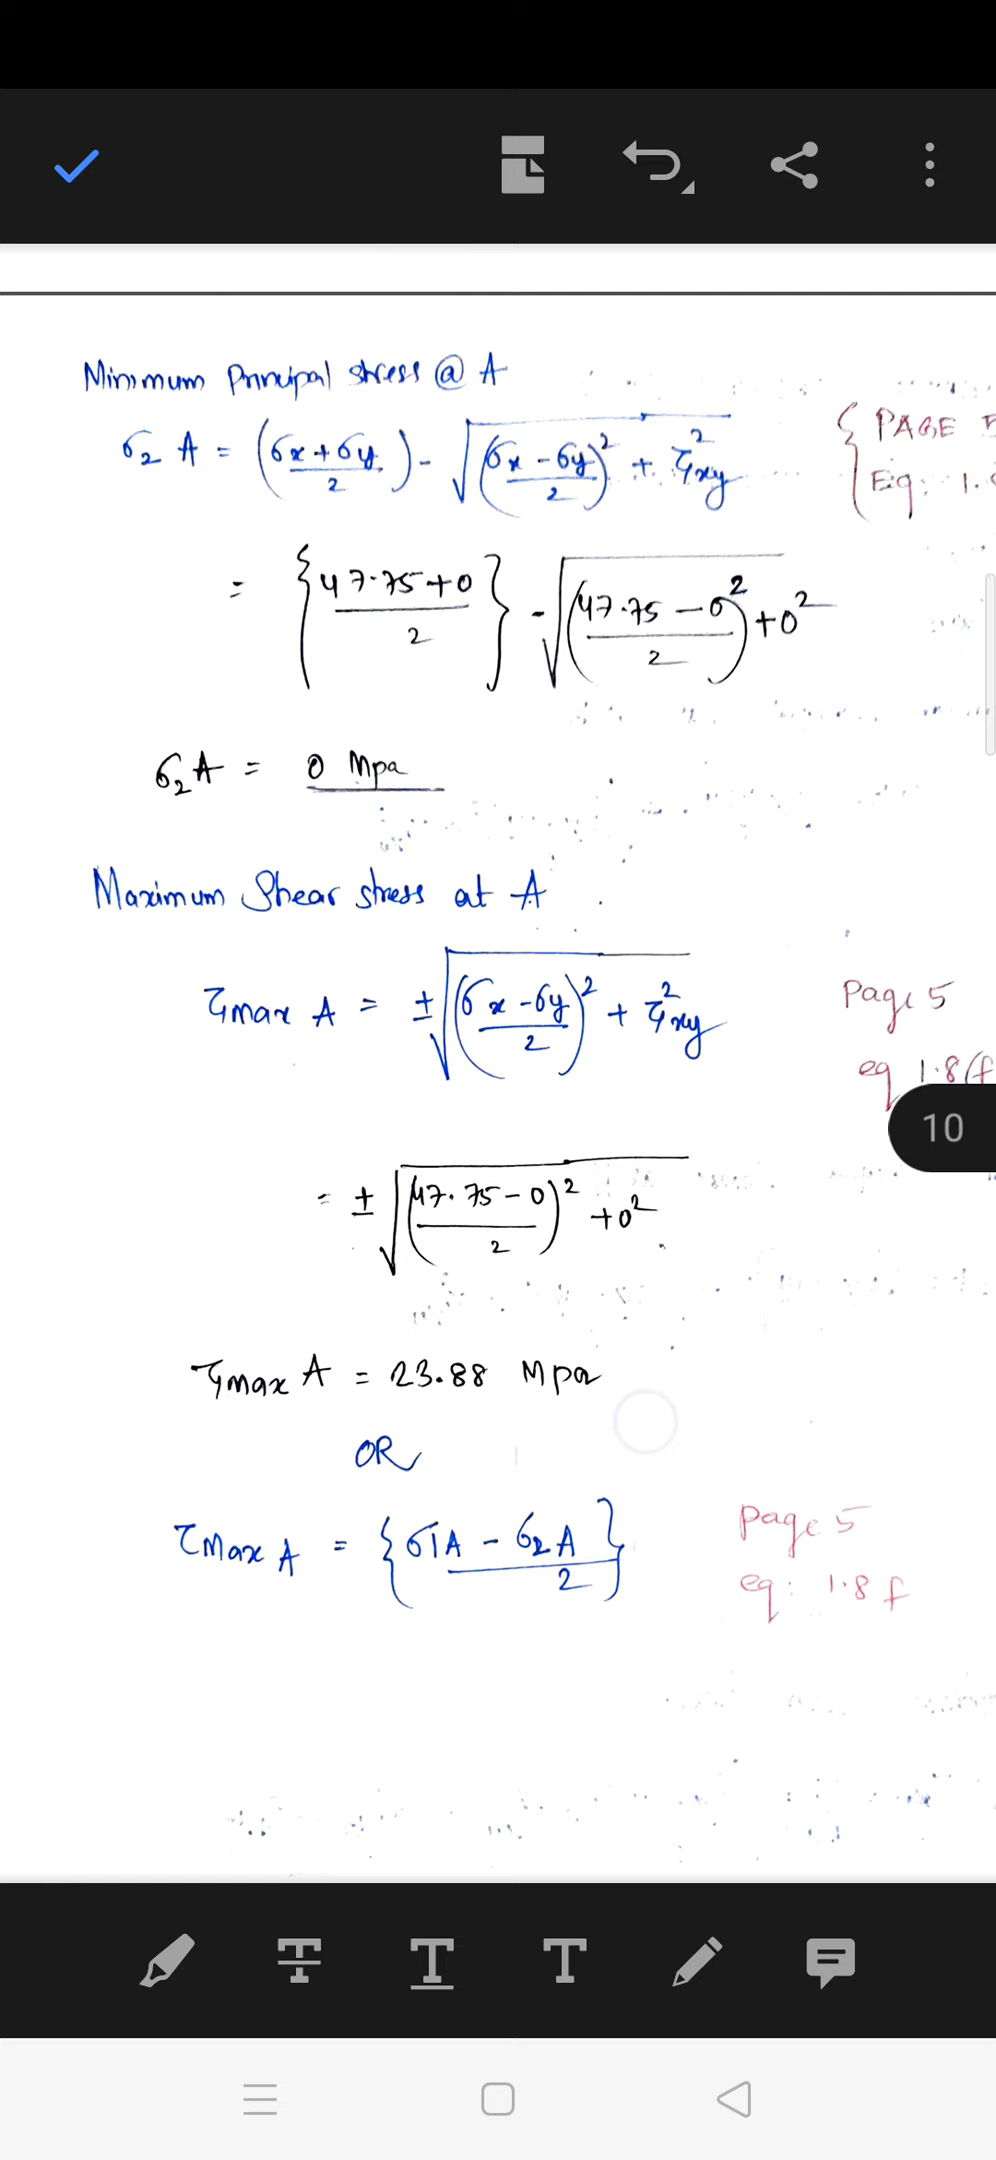 Minimum Principal stress @ A
σ2 A = (σx+σy/2) - √(σx-σy/2)² + τ²xy
{ PAGE
Eq: 1.
= {47.75+0/2} - √(47.75-0/2)² + 0²
σ2 A = 0 Mpa
Maximum Shear stress at A
τmax A = ± √(σx-σy/2)² + τ²xy
Page 5
eq 1.8(f
10
= ± √(47.75-0/2)² + 0²
τmax A = 23.88 Mpa
OR
τMax A = {σ1A - σ2A/2}
Page 5
eq: 1.8 f
T T T